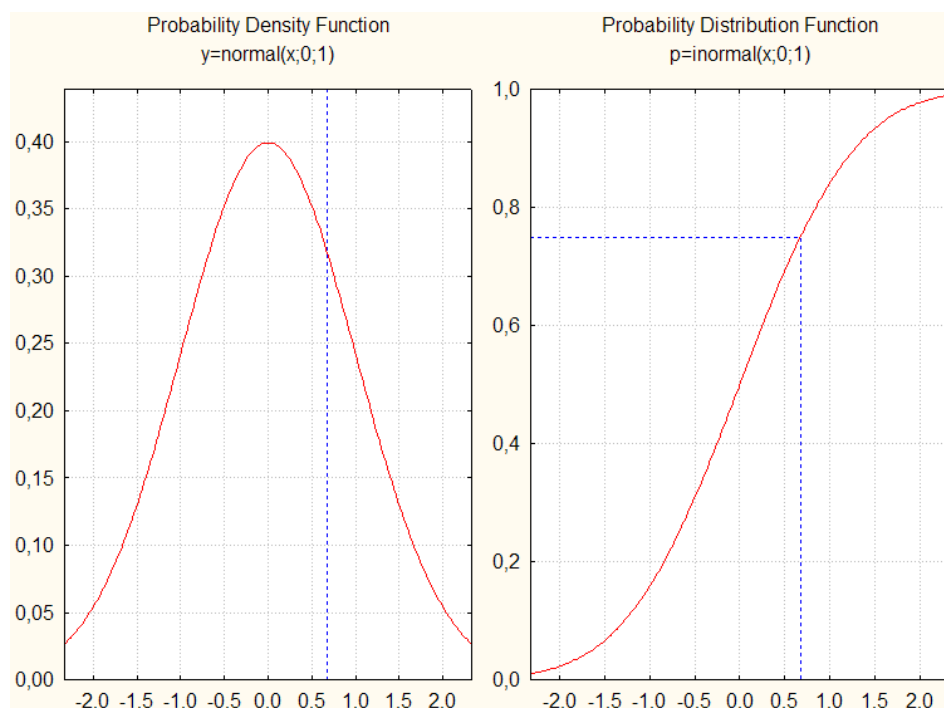 Probability Density Function
y=normal(x;0;1)
0,40
0,35
0,30
0,25
0,20
0,15
0,10
0,05
0,00
-2.0 -1.5 -1.0 -0.5 0.0 0.5 1.0 1.5 2.0
Probability Distribution Function
p=inormal(x;0;1)
1,0
0,8
0,6
0,4
0,2
0,0
-2.0 -1.5 -1.0 -0.5 0.0 0.5 1.0 1.5 2.0